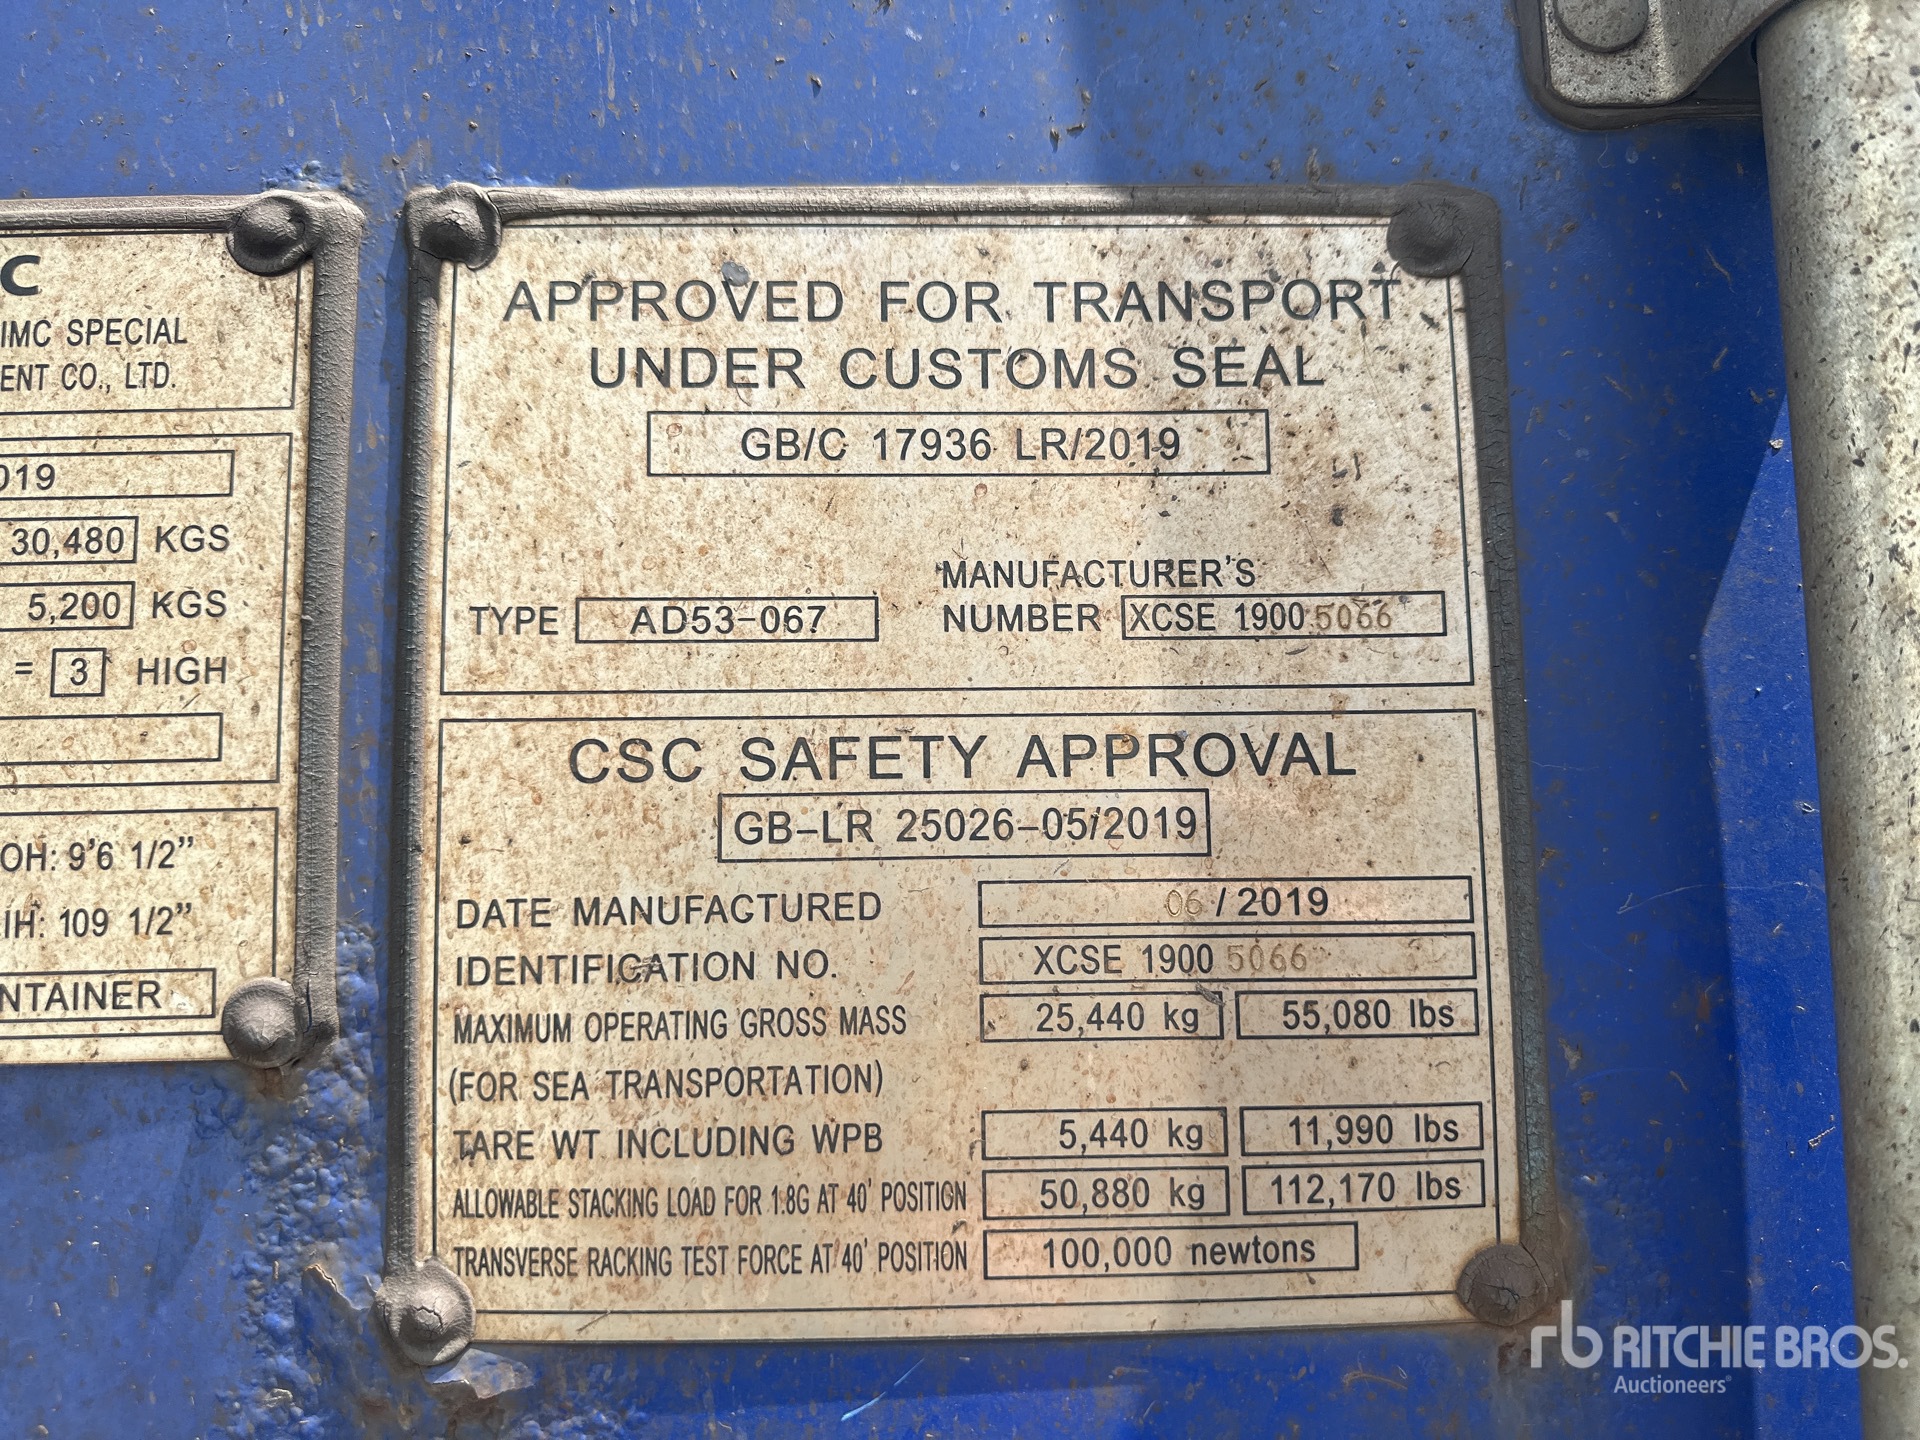 C
IMC SPECIAL
ENT CO., LTD.
019
30,480 KGS
5,200 KGS
= 3 HIGH
OH: 9'6 1/2"
IH: 109 1/2"
NTAINER
APPROVED FOR TRANSPORT
UNDER CUSTOMS SEAL
GB/C 17936 LR/2019
TYPE AD53-067
MANUFACTURER'S
NUMBER XCSE 1900 5066
CSC SAFETY APPROVAL
GB-LR 25026-05/2019
DATE MANUFACTURED 06 / 2019
IDENTIFICATION NO. XCSE 1900 5066
MAXIMUM OPERATING GROSS MASS 25,440 kg 55,080 lbs
(FOR SEA TRANSPORTATION)
TARE WT INCLUDING WPB 5,440 kg 11,990 lbs
ALLOWABLE STACKING LOAD FOR 1.8G AT 40' POSITION 50,880 kg 112,170 lbs
TRANSVERSE RACKING TEST FORCE AT 40' POSITION 100,000 newtons
rb RITCHIE BROS.
Auctioneers